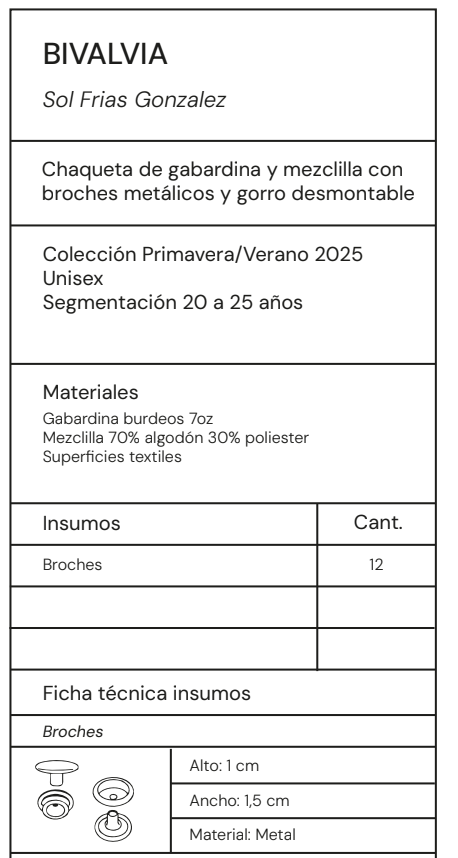 BIVALVIA
Sol Frias Gonzalez
Chaqueta de gabardina y mezclilla con
broches metálicos y gorro desmontable
Colección Primavera/Verano 2025
Unisex
Segmentación 20 a 25 años
Materiales
Gabardina burdeos 7oz
Mezclilla 70% algodón 30% poliester
Superficies textiles
Insumos Cant.
Broches 12
Ficha técnica insumos
Broches
Alto: 1 cm
Ancho: 1,5 cm
Material: Metal